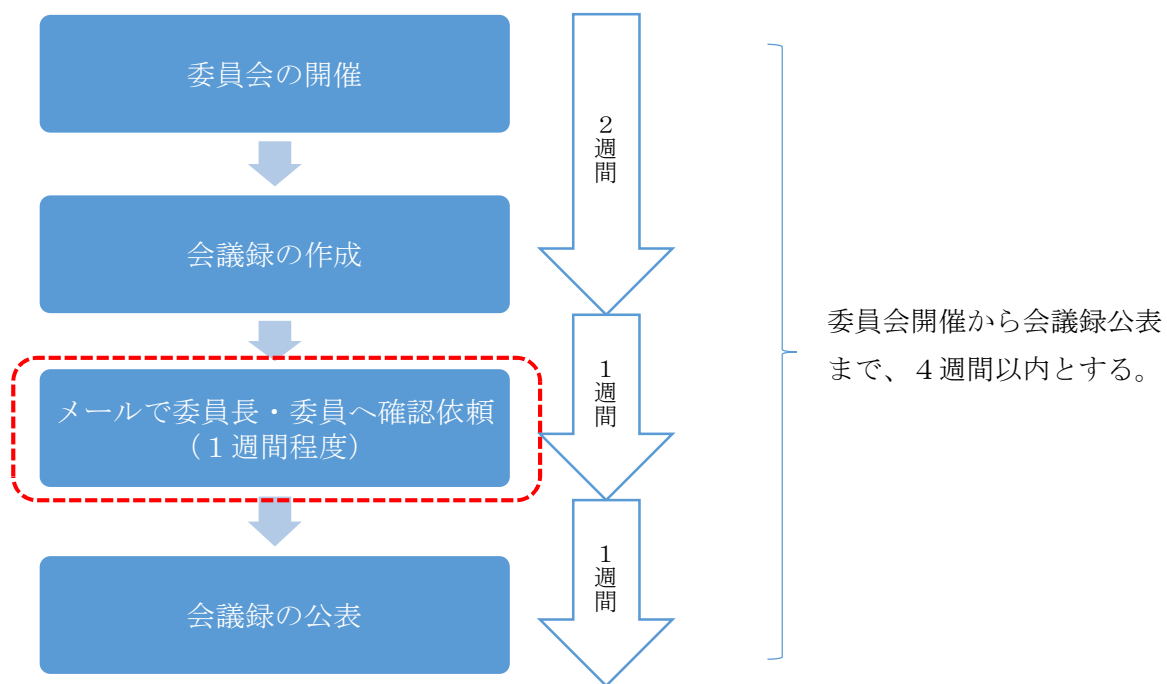 委員会の開催
2週間
会議録の作成
メールで委員長・委員へ確認依頼
（１週間程度）
1週間
会議録の公表
1週間
委員会開催から会議録公表
まで、４週間以内とする。